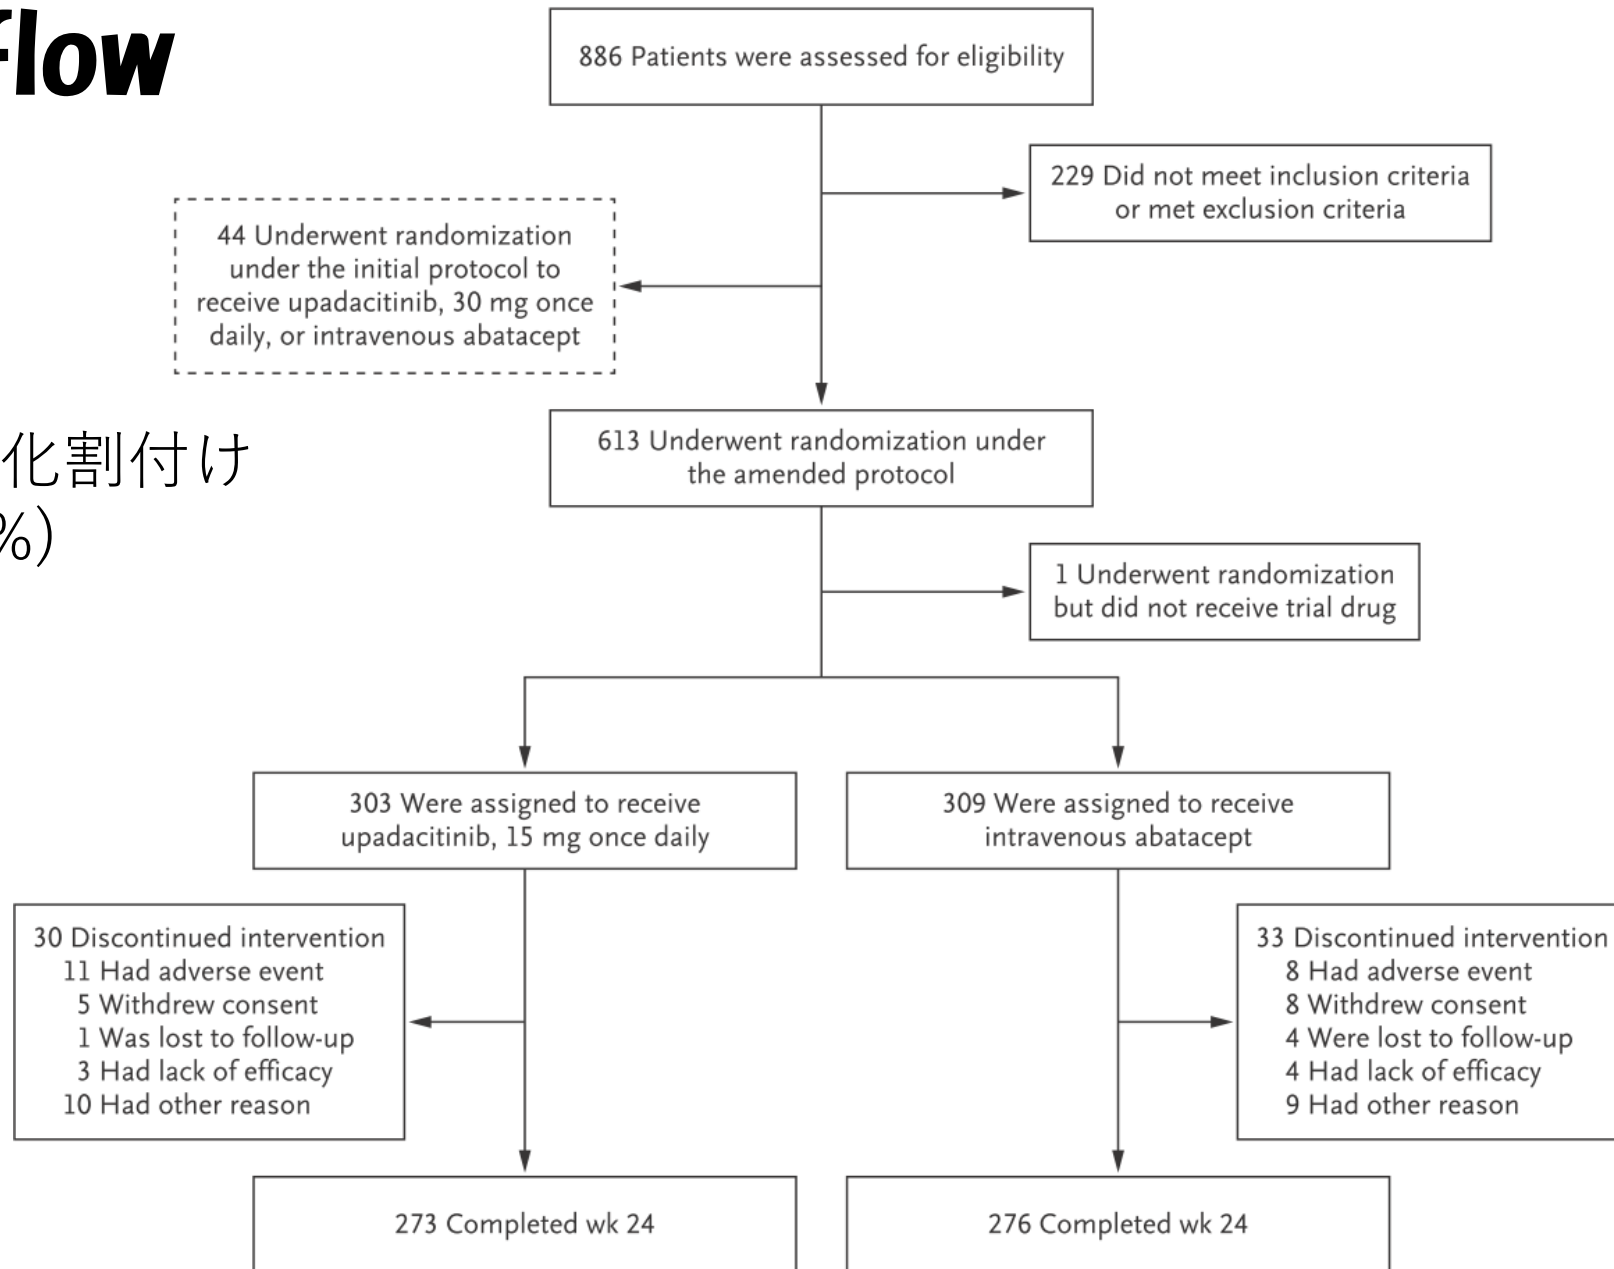 flow
886 Patients were assessed for eligibility
229 Did not meet inclusion criteria
or met exclusion criteria
44 Underwent randomization
under the initial protocol to
receive upadacitinib, 30 mg once
daily, or intravenous abatacept
化割付け
%)
613 Underwent randomization under
the amended protocol
1 Underwent randomization
but did not receive trial drug
303 Were assigned to receive
upadacitinib, 15 mg once daily
309 Were assigned to receive
intravenous abatacept
30 Discontinued intervention
11 Had adverse event
5 Withdrew consent
1 Was lost to follow-up
3 Had lack of efficacy
10 Had other reason
33 Discontinued intervention
8 Had adverse event
8 Withdrew consent
4 Were lost to follow-up
4 Had lack of efficacy
9 Had other reason
273 Completed wk 24
276 Completed wk 24